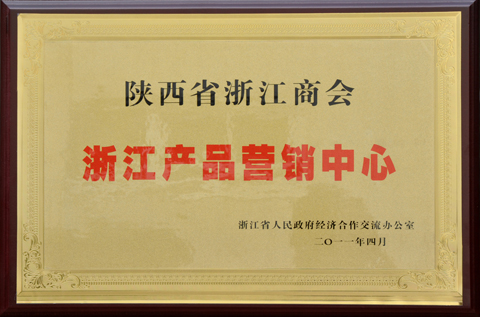 陕西省浙江商会
浙江产品营销中心
浙江省人民政府经济合作交流办公室
二〇一一年四月